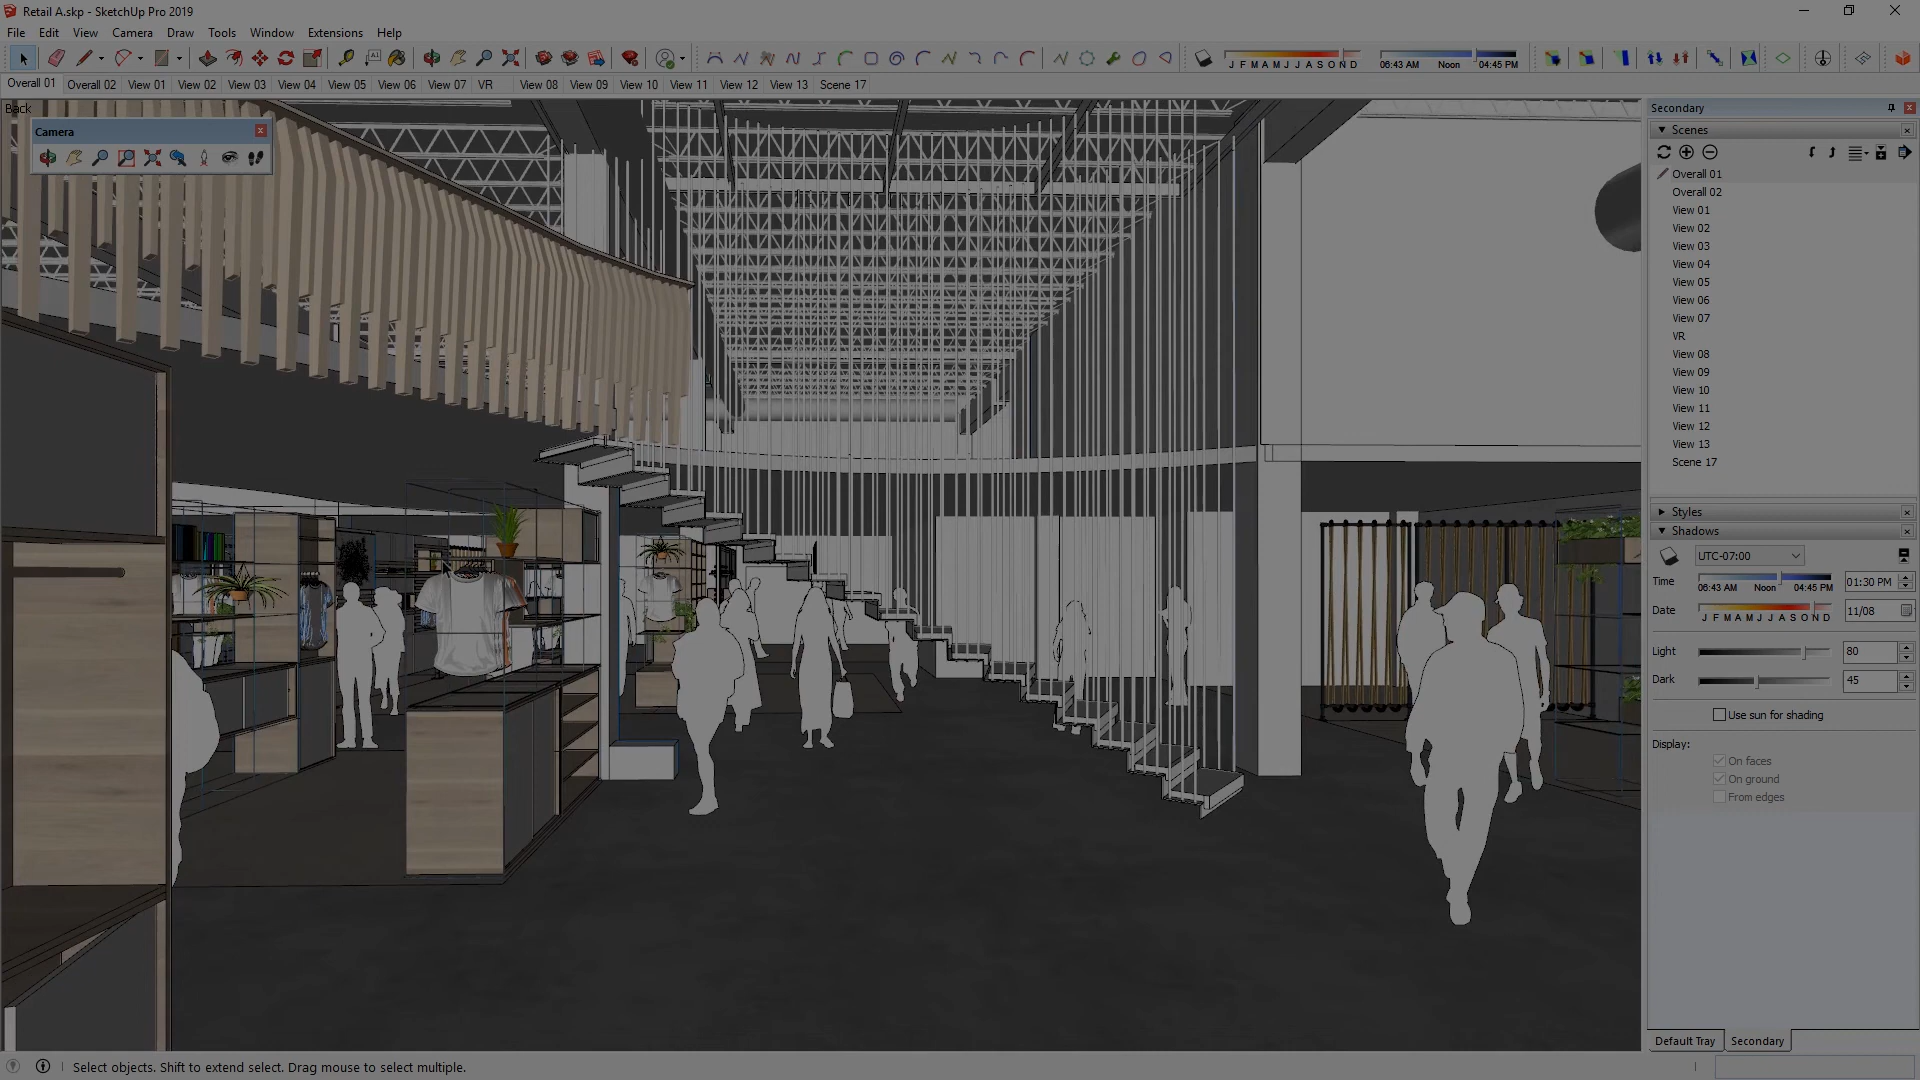 Retail A.skp - SketchUp Pro 2019
File Edit View Camera Draw Tools Window Extensions Help
J F M A M J J A S O N D
06:43 AM Noon 04:45 PM
Overall 01 Overall 02 View 01 View 02 View 03 View 04 View 05 View 06 View 07 VR View 08 View 09 View 10 View 11 View 12 View 13 Scene 17
Back
Camera
Secondary
Scenes
Overall 01
Overall 02
View 01
View 02
View 03
View 04
View 05
View 06
View 07
VR
View 08
View 09
View 10
View 11
View 12
View 13
Scene 17
Styles
Shadows
UTC-07:00
Time 01:30 PM
06:43 AM Noon 04:45 PM
Date 11/08
J F M A M J J A S O N D
Light 80
Dark 45
Use sun for shading
Display:
On faces
On ground
From edges
Default Tray Secondary
Select objects. Shift to extend select. Drag mouse to select multiple.